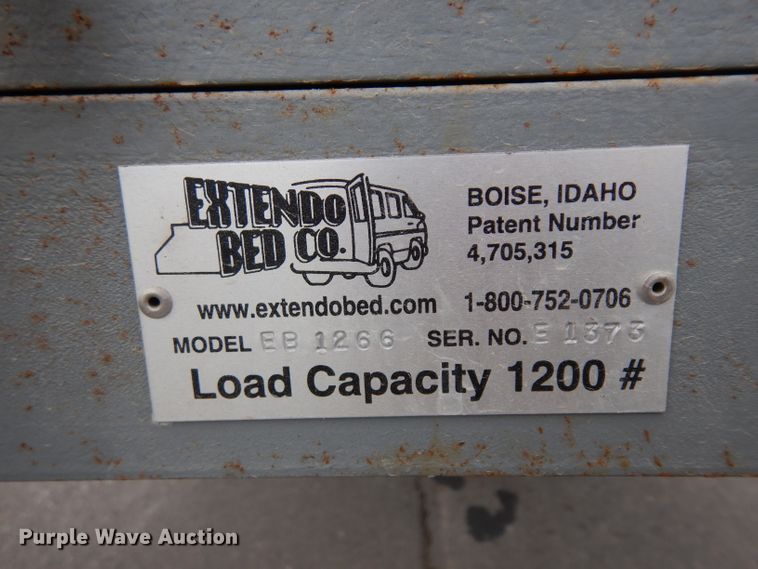 EXTENDO
BED CO.
BOISE, IDAHO
Patent Number
4,705,315
www.extendobed.com 1-800-752-0706
MODEL EB 1266 SER. NO. E 1373
Load Capacity 1200 #
Purple Wave Auction